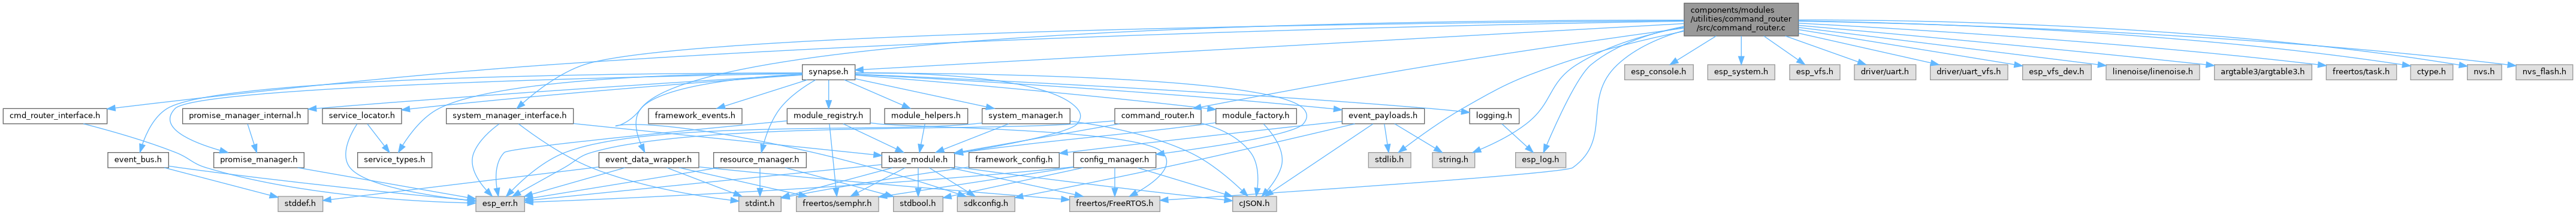 components/modules
/utilities/command_router
/src/command_router.c
synapse.h
esp_console.h
esp_system.h
esp_vfs.h
driver/uart.h
driver/uart_vfs.h
esp_vfs_dev.h
linenoise/linenoise.h
argtable3/argtable3.h
freertos/task.h
ctype.h
nvs.h
nvs_flash.h
cmd_router_interface.h
promise_manager_internal.h
service_locator.h
system_manager_interface.h
framework_events.h
module_registry.h
module_helpers.h
system_manager.h
command_router.h
module_factory.h
event_payloads.h
logging.h
event_bus.h
promise_manager.h
service_types.h
event_data_wrapper.h
resource_manager.h
base_module.h
framework_config.h
config_manager.h
stdlib.h
string.h
esp_log.h
stddef.h
esp_err.h
stdint.h
freertos/semphr.h
stdbool.h
sdkconfig.h
freertos/FreeRTOS.h
cJSON.h